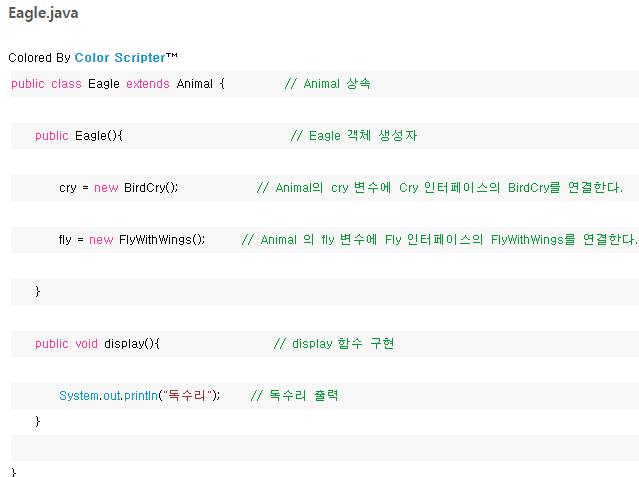 Eagle.java
Colored By Color Scripter™
public class Eagle extends Animal {          // Animal 상속
public Eagle(){          // Eagle 객체 생성자
cry = new BirdCry();          // Animal의 cry 변수에 Cry 인터페이스의 BirdCry를 연결한다.
fly = new FlyWithWings();     // Animal 의 fly 변수에 Fly 인터페이스의 FlyWithWings를 연결한다.
}
public void display(){          // display 함수 구현
System.out.println("독수리");     // 독수리 출력
}
}